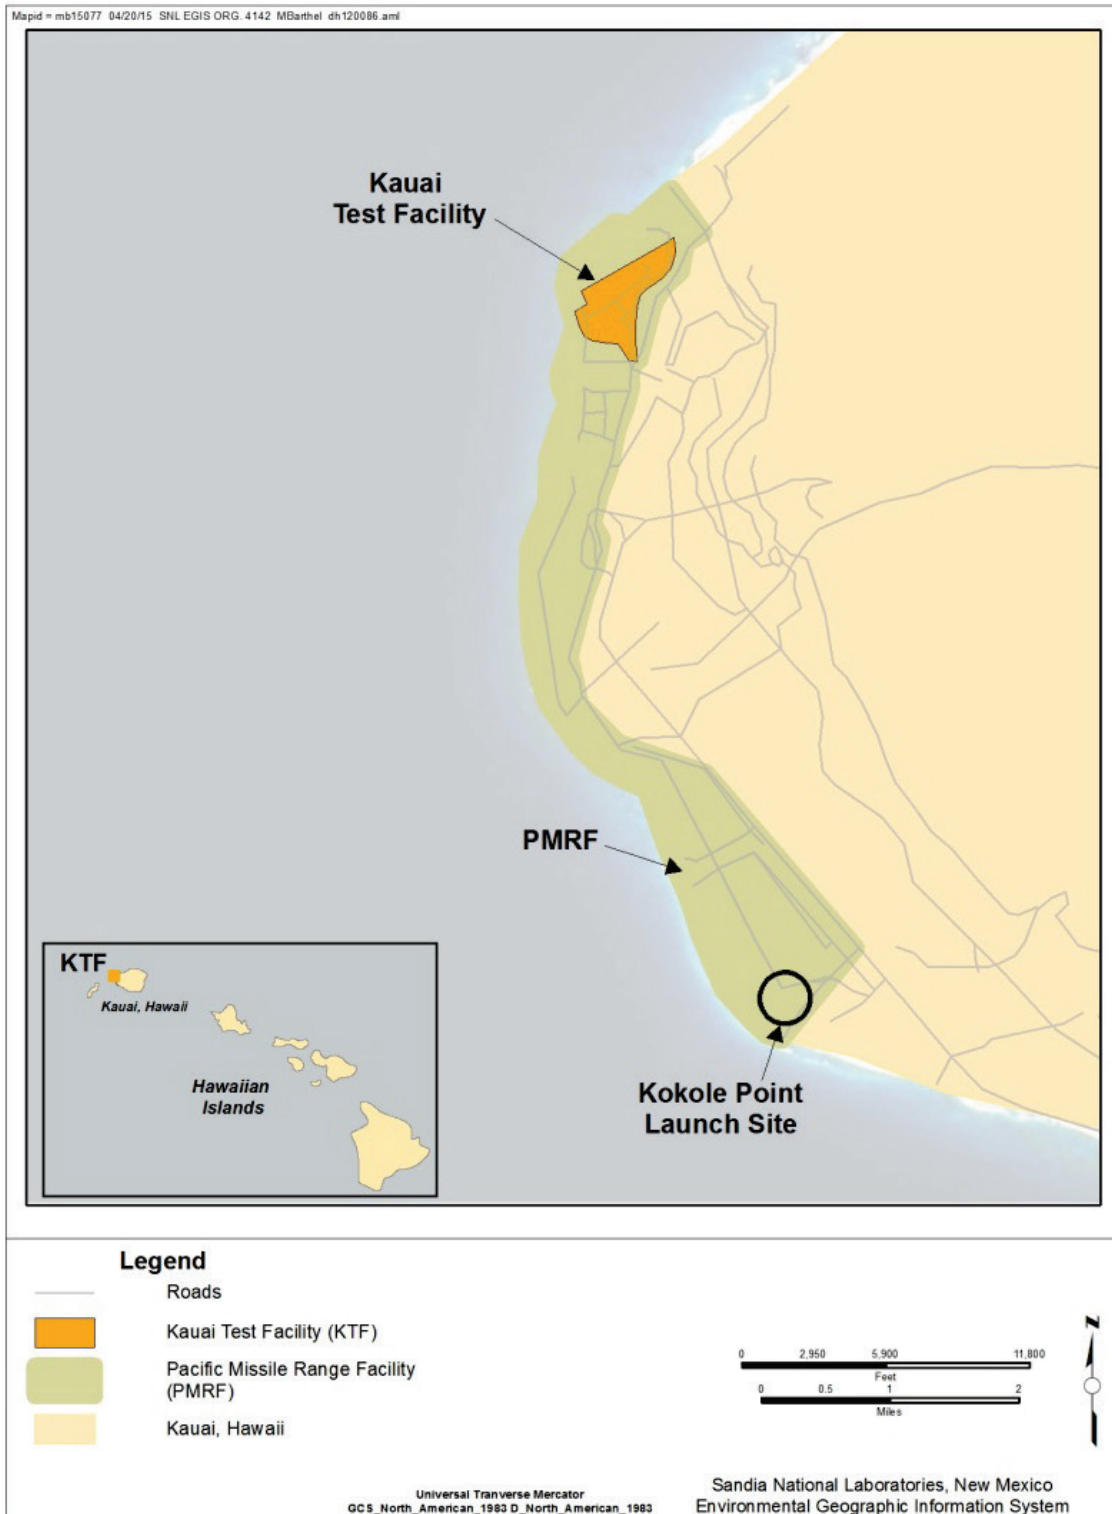 Mapid = mb15077 04/20/15 SNL EGIS ORG. 4142 MBarthel dh120086.aml
Kauai
Test Facility
PMRF
Kokole Point
Launch Site
KTF
Kauai, Hawaii
Hawaiian
Islands
Legend
Roads
Kauai Test Facility (KTF)
Pacific Missile Range Facility
(PMRF)
Kauai, Hawaii
0 2,950 5,900 11,800
Feet
0 0.5 1 2
Miles
N
Universal Tranverse Mercator
GCS_North_American_1983 D_North_American_1983
Sandia National Laboratories, New Mexico
Environmental Geographic Information System